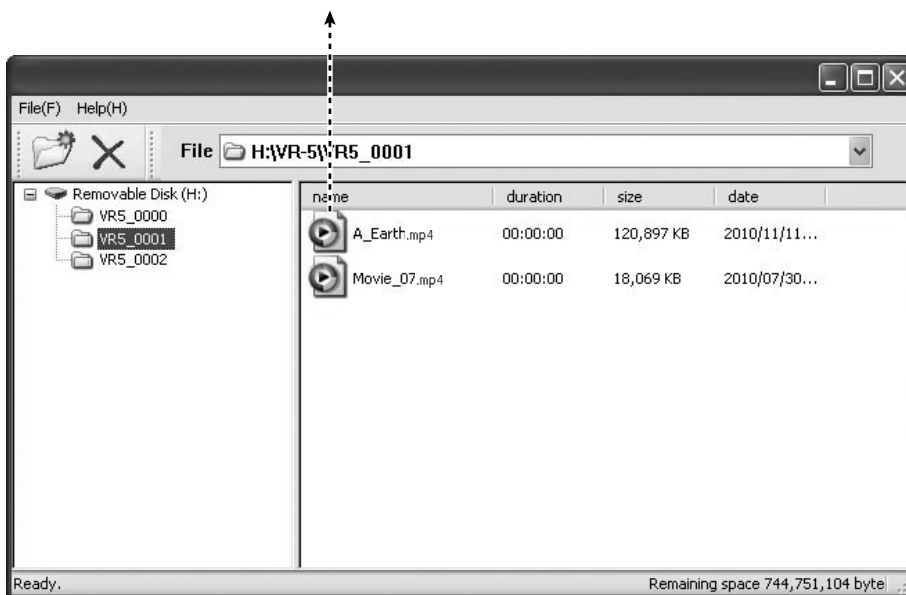 File(F) Help(H)
File H:\VR-5\VR5_0001
Removable Disk (H:)
VR5_0000
VR5_0001
VR5_0002
name duration size date
A_Earth.mp4 00:00:00 120,897 KB 2010/11/11...
Movie_07.mp4 00:00:00 18,069 KB 2010/07/30...
Ready. Remaining space 744,751,104 byte